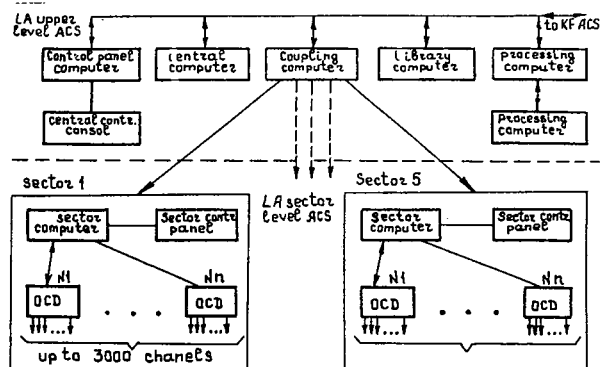 LA upper
level ACS
to KF ACS
Control panel
computer
central
computer
Coupling
computer
Library
computer
processing
computer
central contr.
consol
processing
computer
Sector 1
LA sector
level ACS
Sector 5
sector
computer
Sector contr
panel
Sector
computer
Sector contr
panel
N1
Nn
N1
Nn
OCD
. . .
OCD
OCD
. . .
OCD
...
...
...
...
up to 3000 chanels